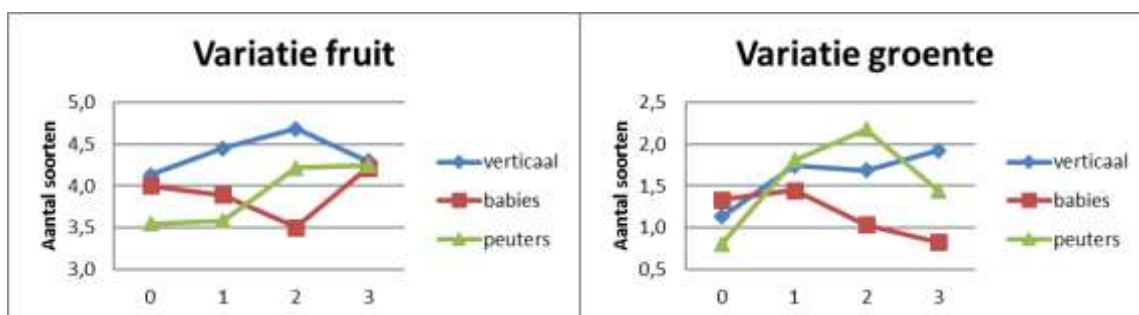 Variatie fruit
Aantal soorten
5,0
4,5
4,0
3,5
3,0
0 1 2 3
verticaal
babies
peuters
Variatie groente
Aantal soorten
2,5
2,0
1,5
1,0
0,5
0 1 2 3
verticaal
babies
peuters